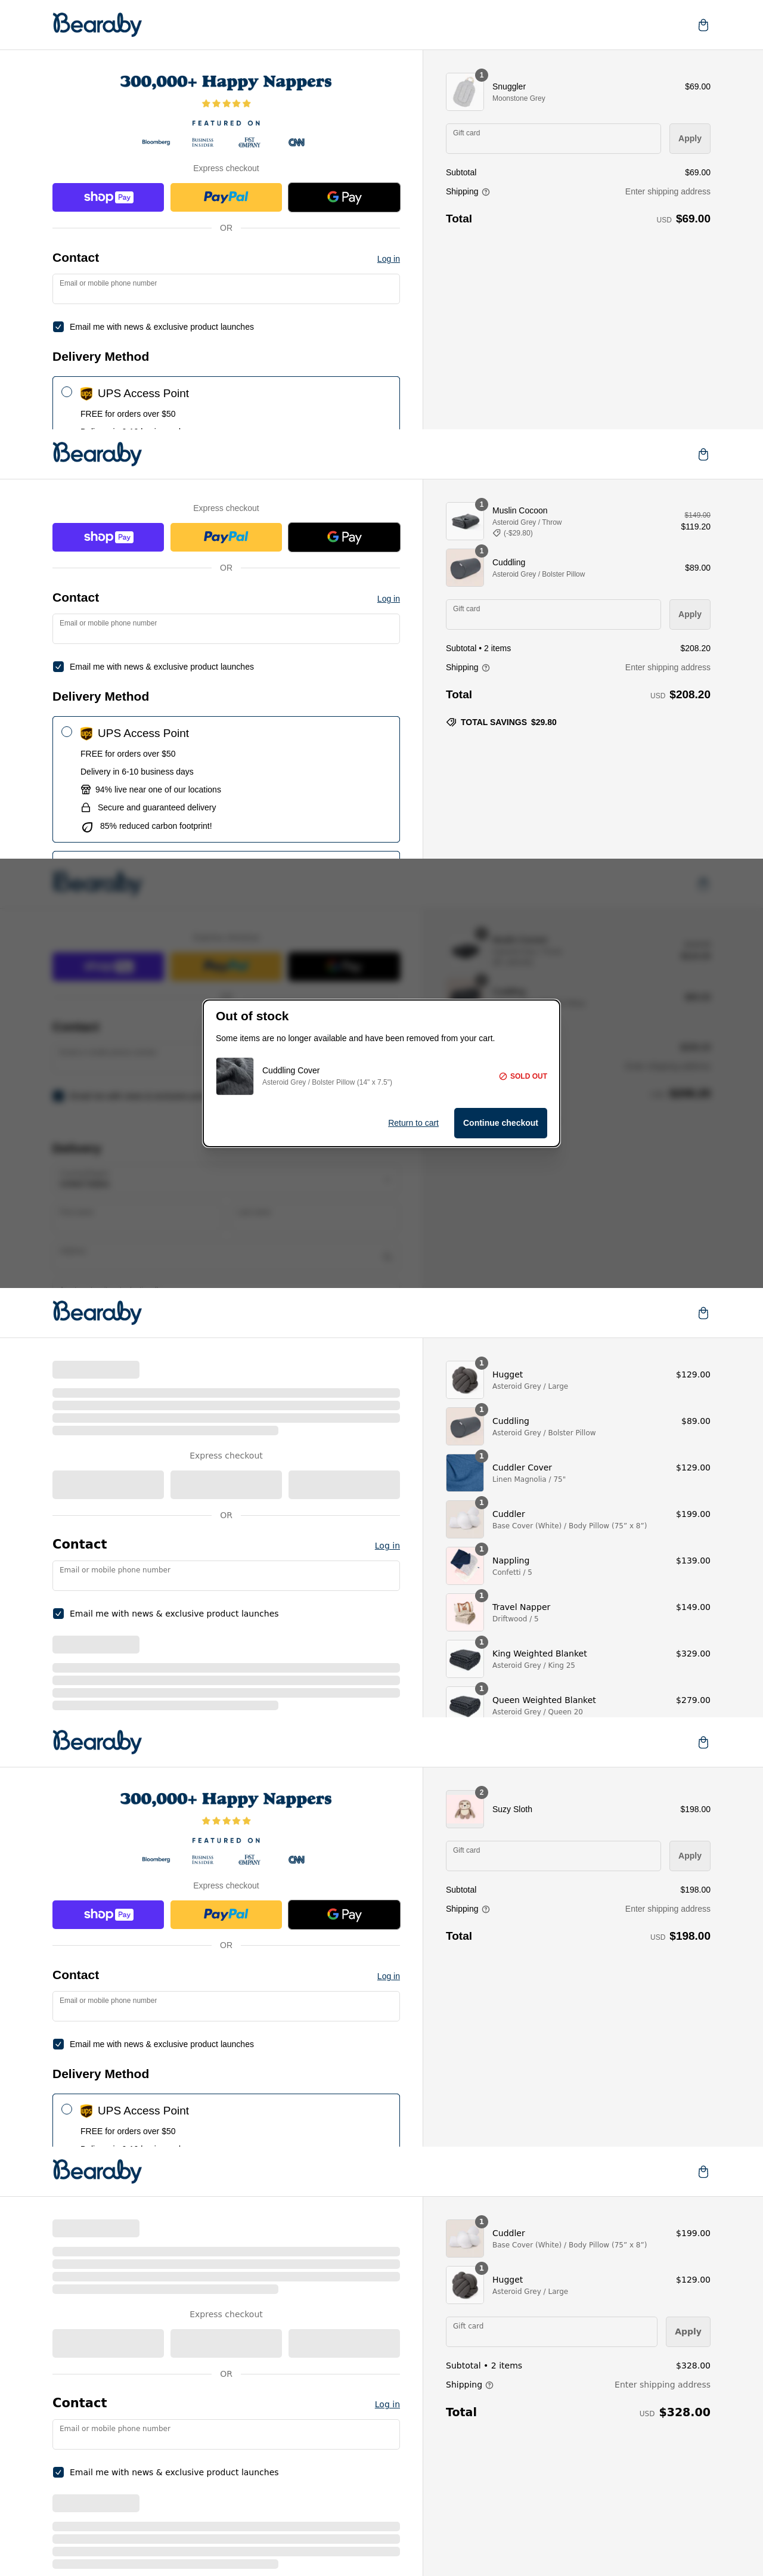 Bearaby
300,000+ Happy Nappers
FEATURED ON
Bloomberg
BUSINESS INSIDER
FAST COMPANY
CNN
Express checkout
shop Pay
PayPal
G Pay
OR
Contact
Log in
Email or mobile phone number
Email me with news & exclusive product launches
Delivery Method
UPS Access Point
FREE for orders over $50
1
Snuggler
$69.00
Moonstone Grey
Gift card
Apply
Subtotal
$69.00
Shipping
Enter shipping address
Total
USD $69.00
Bearaby
Express checkout
shop Pay
PayPal
G Pay
OR
Contact
Log in
Email or mobile phone number
Email me with news & exclusive product launches
Delivery Method
UPS Access Point
FREE for orders over $50
Delivery in 6-10 business days
94% live near one of our locations
Secure and guaranteed delivery
85% reduced carbon footprint!
1
Muslin Cocoon
$149.00
Asteroid Grey / Throw
$119.20
(-$29.80)
1
Cuddling
$89.00
Asteroid Grey / Bolster Pillow
Gift card
Apply
Subtotal • 2 items
$208.20
Shipping
Enter shipping address
Total
USD $208.20
TOTAL SAVINGS $29.80
Out of stock
Some items are no longer available and have been removed from your cart.
Cuddling Cover
SOLD OUT
Asteroid Grey / Bolster Pillow (14" x 7.5")
Return to cart
Continue checkout
Bearaby
Express checkout
OR
Contact
Log in
Email or mobile phone number
Email me with news & exclusive product launches
1
Hugget
$129.00
Asteroid Grey / Large
1
Cuddling
$89.00
Asteroid Grey / Bolster Pillow
1
Cuddler Cover
$129.00
Linen Magnolia / 75"
1
Cuddler
$199.00
Base Cover (White) / Body Pillow (75” x 8”)
1
Nappling
$139.00
Confetti / 5
1
Travel Napper
$149.00
Driftwood / 5
1
King Weighted Blanket
$329.00
Asteroid Grey / King 25
1
Queen Weighted Blanket
$279.00
Asteroid Grey / Queen 20
Bearaby
300,000+ Happy Nappers
FEATURED ON
Bloomberg
BUSINESS INSIDER
FAST COMPANY
CNN
Express checkout
shop Pay
PayPal
G Pay
OR
Contact
Log in
Email or mobile phone number
Email me with news & exclusive product launches
Delivery Method
UPS Access Point
FREE for orders over $50
2
Suzy Sloth
$198.00
Gift card
Apply
Subtotal
$198.00
Shipping
Enter shipping address
Total
USD $198.00
Bearaby
Express checkout
OR
Contact
Log in
Email or mobile phone number
Email me with news & exclusive product launches
1
Cuddler
$199.00
Base Cover (White) / Body Pillow (75” x 8”)
1
Hugget
$129.00
Asteroid Grey / Large
Gift card
Apply
Subtotal • 2 items
$328.00
Shipping
Enter shipping address
Total
USD $328.00